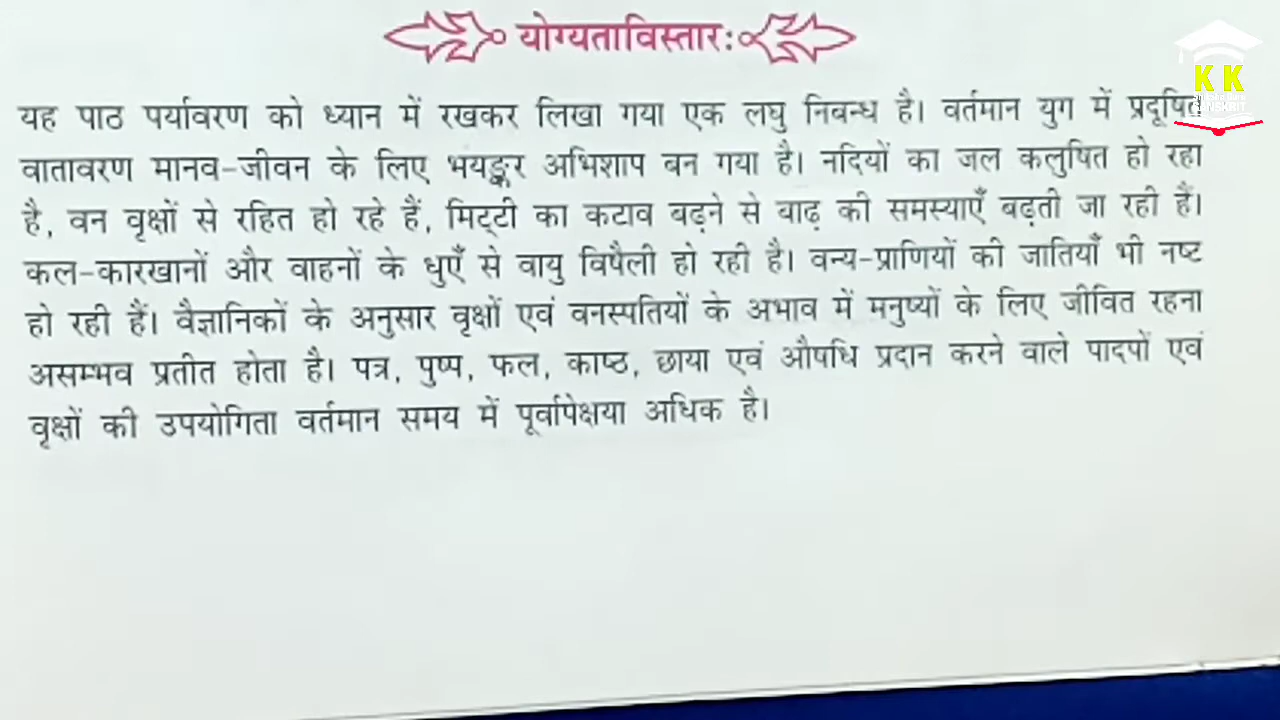 योग्यताविस्तारः
K K
SANSKRIT
यह पाठ पर्यावरण को ध्यान में रखकर लिखा गया एक लघु निबन्ध है। वर्तमान युग में प्रदूषित
वातावरण मानव-जीवन के लिए भयङ्कर अभिशाप बन गया है। नदियों का जल कलुषित हो रहा
है, वन वृक्षों से रहित हो रहे हैं, मिट्टी का कटाव बढ़ने से बाढ़ की समस्याएँ बढ़ती जा रही हैं।
कल-कारखानों और वाहनों के धुएँ से वायु विषैली हो रही है। वन्य-प्राणियों की जातियाँ भी नष्ट
हो रही हैं। वैज्ञानिकों के अनुसार वृक्षों एवं वनस्पतियों के अभाव में मनुष्यों के लिए जीवित रहना
असम्भव प्रतीत होता है। पत्र, पुष्प, फल, काष्ठ, छाया एवं औषधि प्रदान करने वाले पादपों एवं
वृक्षों की उपयोगिता वर्तमान समय में पूर्वापेक्षया अधिक है।